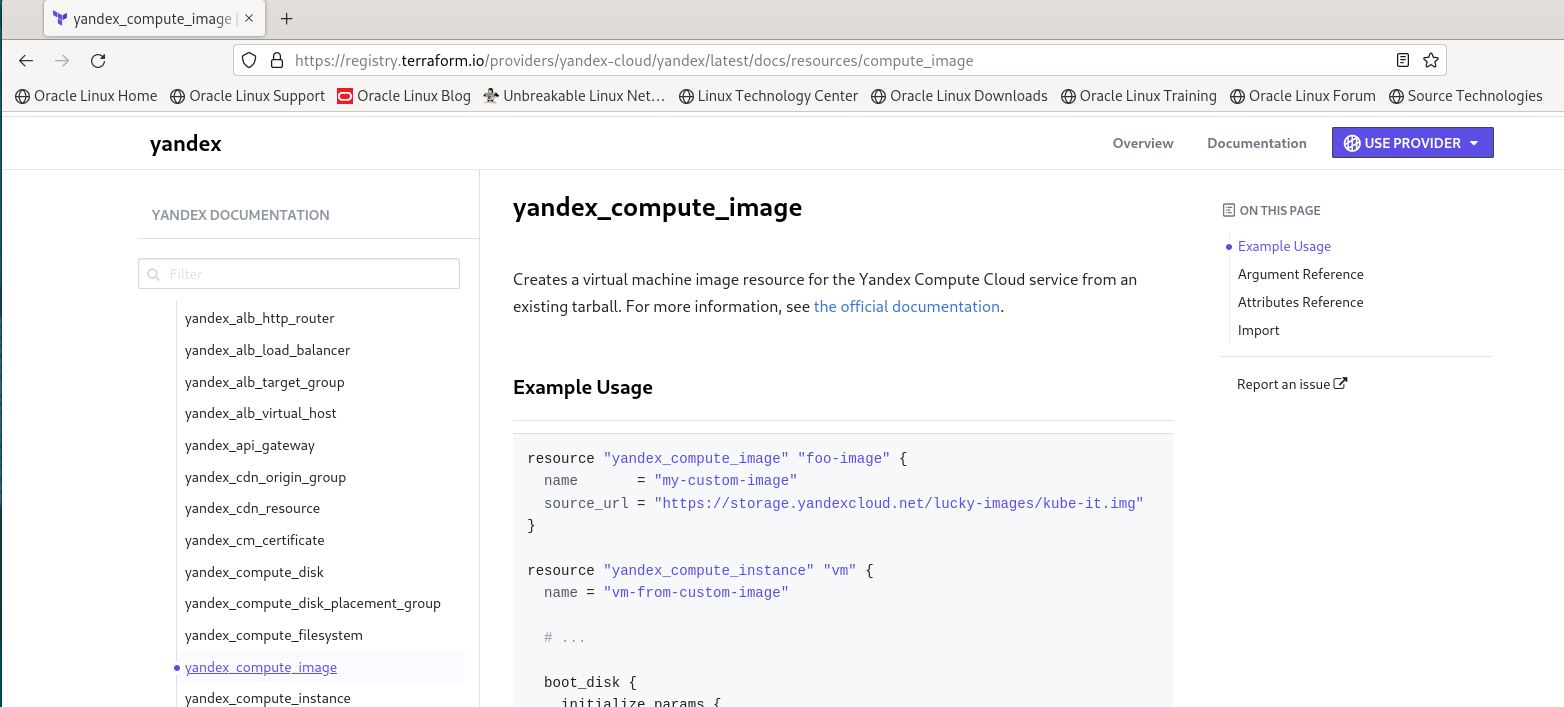 yandex_compute_image |
https://registry.terraform.io/providers/yandex-cloud/yandex/latest/docs/resources/compute_image
Oracle Linux Home Oracle Linux Support Oracle Linux Blog Unbreakable Linux Net... Linux Technology Center Oracle Linux Downloads Oracle Linux Training Oracle Linux Forum Source Technologies
yandex Overview Documentation USE PROVIDER
YANDEX DOCUMENTATION
Filter
yandex_alb_http_router
yandex_alb_load_balancer
yandex_alb_target_group
yandex_alb_virtual_host
yandex_api_gateway
yandex_cdn_origin_group
yandex_cdn_resource
yandex_cm_certificate
yandex_compute_disk
yandex_compute_disk_placement_group
yandex_compute_filesystem
yandex_compute_image
yandex_compute_instance
yandex_compute_image
Creates a virtual machine image resource for the Yandex Compute Cloud service from an
existing tarball. For more information, see the official documentation.
Example Usage
resource "yandex_compute_image" "foo-image" {
  name       = "my-custom-image"
  source_url = "https://storage.yandexcloud.net/lucky-images/kube-it.img"
}
resource "yandex_compute_instance" "vm" {
  name = "vm-from-custom-image"
  # ...
  boot_disk {
    initialize_params {
ON THIS PAGE
Example Usage
Argument Reference
Attributes Reference
Import
Report an issue